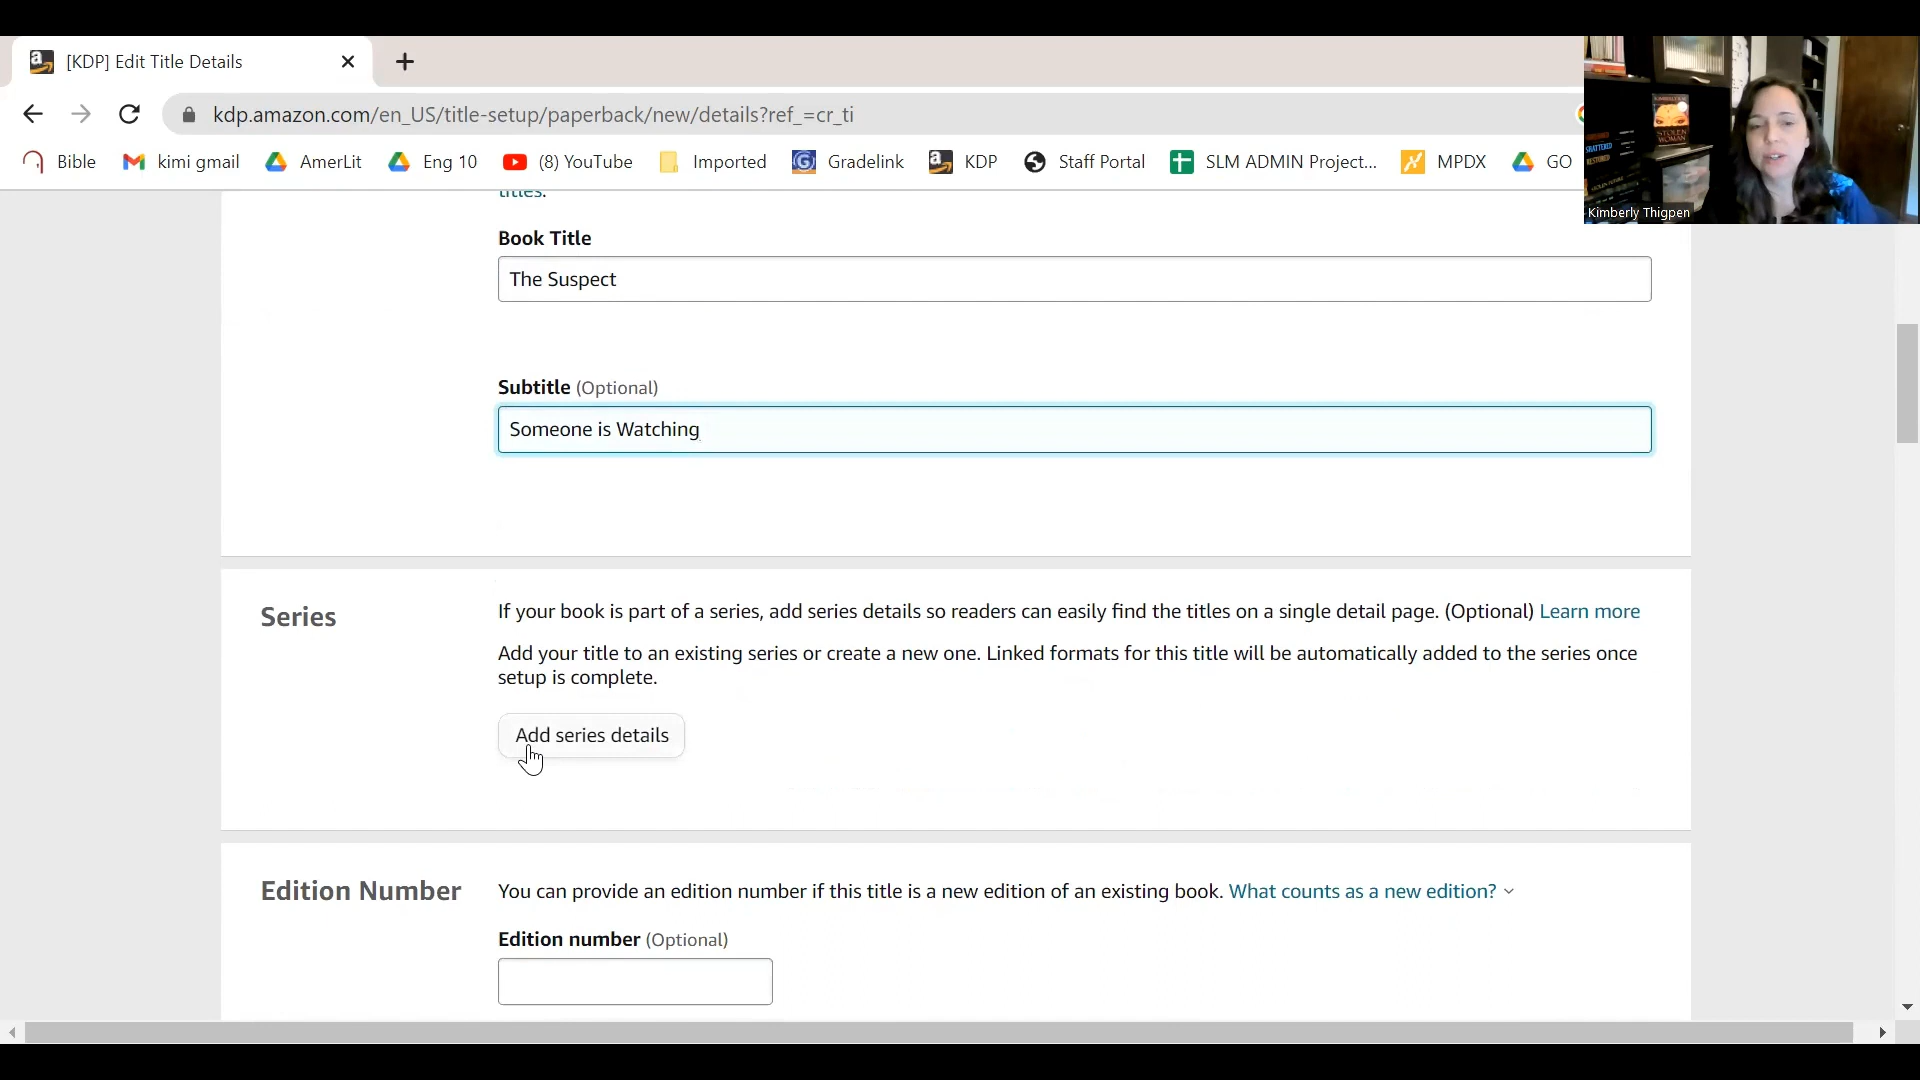 [KDP] Edit Title Details
kdp.amazon.com/en_US/title-setup/paperback/new/details?ref_=cr_ti
Bible kimi gmail AmerLit Eng 10 (8) YouTube Imported Gradelink KDP Staff Portal SLM ADMIN Project... MPDX GO
STOLEN WOMAN
SHATTERED
RESTORED
Kimberly Thigpen
titles.
Book Title
The Suspect
Subtitle (Optional)
Someone is Watching
Series
If your book is part of a series, add series details so readers can easily find the titles on a single detail page. (Optional) Learn more
Add your title to an existing series or create a new one. Linked formats for this title will be automatically added to the series once
setup is complete.
Add series details
Edition Number
You can provide an edition number if this title is a new edition of an existing book. What counts as a new edition?
Edition number (Optional)